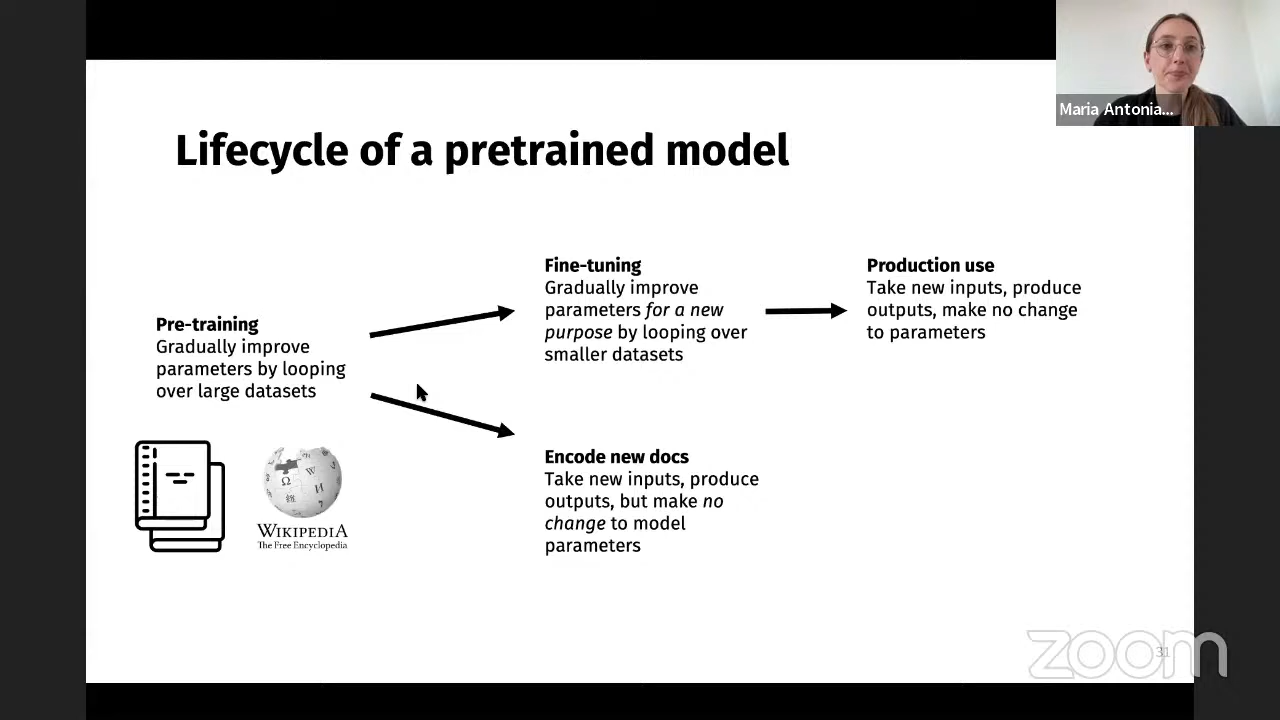 Maria Antonia...
Lifecycle of a pretrained model
Pre-training
Gradually improve
parameters by looping
over large datasets
WIKIPEDIA
The Free Encyclopedia
Fine-tuning
Gradually improve
parameters for a new
purpose by looping over
smaller datasets
Encode new docs
Take new inputs, produce
outputs, but make no
change to model
parameters
Production use
Take new inputs, produce
outputs, make no change
to parameters
31
zoom